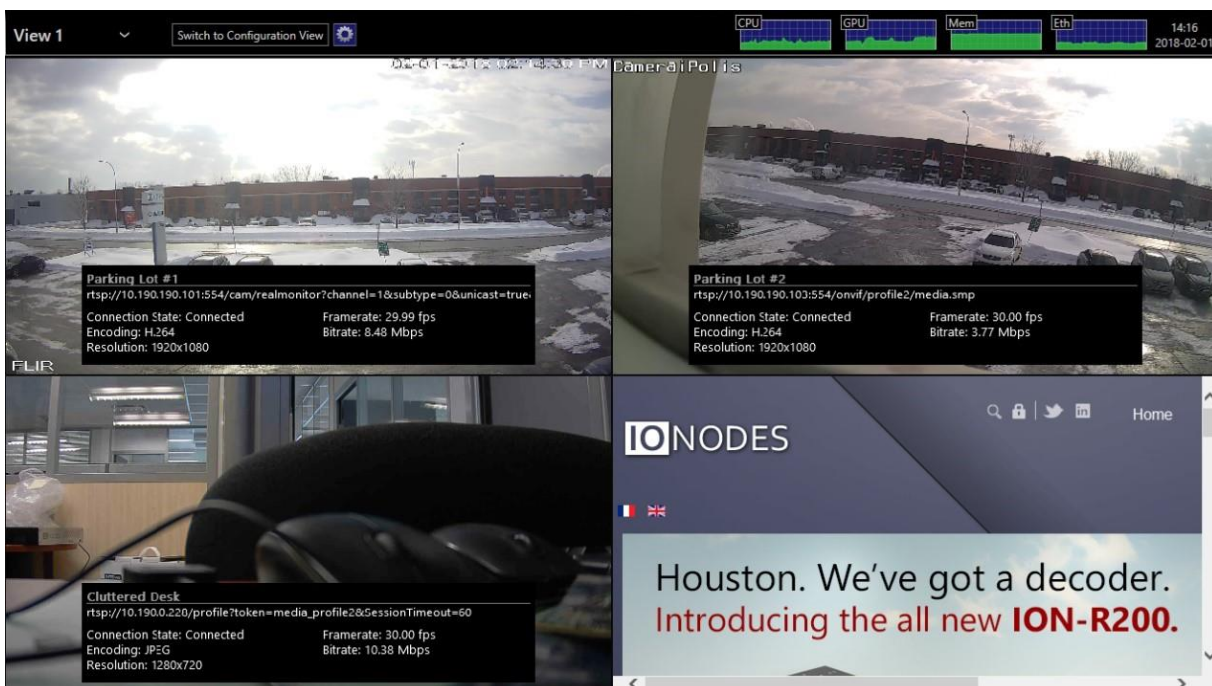 View 1
Switch to Configuration View
CPU
GPU
Mem
Eth
14:16
2018-02-01
PM
CameraiPolis
Parking Lot #1
rtsp://10.190.190.101:554/cam/realmonitor?channel=1&subtype=0&unicast=true
Connection State: Connected
Framerate: 29.99 fps
Encoding: H.264
Bitrate: 8.48 Mbps
Resolution: 1920x1080
FLIR
Parking Lot #2
rtsp://10.190.190.103:554/onvif/profile2/media.smp
Connection State: Connected
Framerate: 30.00 fps
Encoding: H.264
Bitrate: 3.77 Mbps
Resolution: 1920x1080
Cluttered Desk
rtsp://10.190.0.228/profile?token=media_profile2&SessionTimeout=60
Connection State: Connected
Framerate: 30.00 fps
Encoding: JPEG
Bitrate: 10.38 Mbps
Resolution: 1280x720
in
Home
IONODES
Houston. We've got a decoder.
Introducing the all new ION-R200.